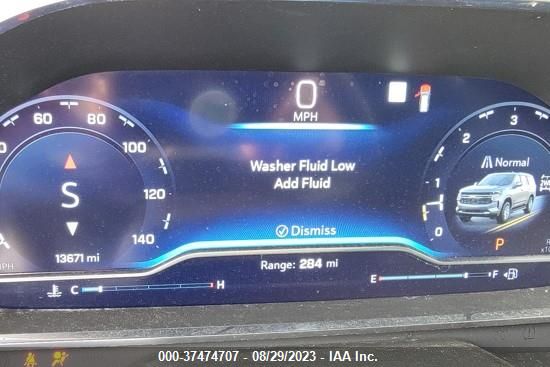 0
MPH
60 80
100
120
140
S
13671 mi
MPH
Washer Fluid Low
Add Fluid
Dismiss
Range: 284 mi
C H
E F
3
2
1
0
Normal
P
000-37474707 - 08/29/2023 - IAA Inc.